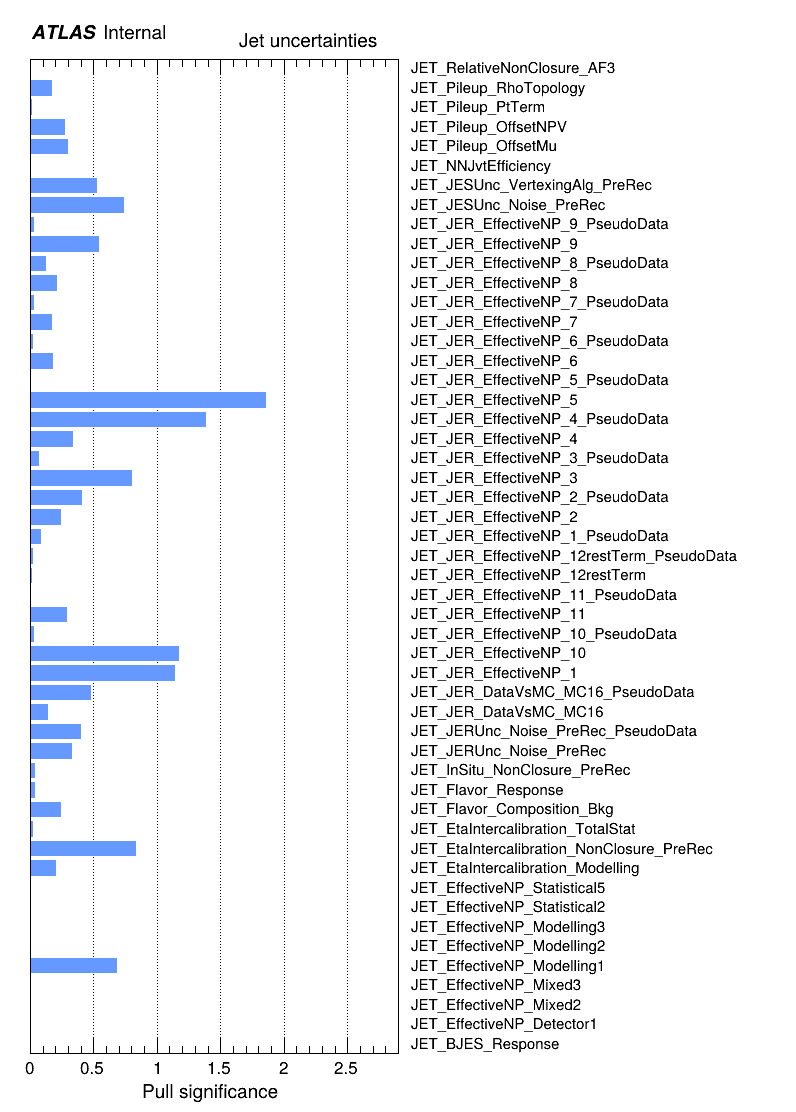 ATLAS Internal
Jet uncertainties
JET_RelativeNonClosure_AF3
JET_Pileup_RhoTopology
JET_Pileup_PtTerm
JET_Pileup_OffsetNPV
JET_Pileup_OffsetMu
JET_NNJvtEfficiency
JET_JESUnc_VertexingAlg_PreRec
JET_JESUnc_Noise_PreRec
JET_JER_EffectiveNP_9_PseudoData
JET_JER_EffectiveNP_9
JET_JER_EffectiveNP_8_PseudoData
JET_JER_EffectiveNP_8
JET_JER_EffectiveNP_7_PseudoData
JET_JER_EffectiveNP_7
JET_JER_EffectiveNP_6_PseudoData
JET_JER_EffectiveNP_6
JET_JER_EffectiveNP_5_PseudoData
JET_JER_EffectiveNP_5
JET_JER_EffectiveNP_4_PseudoData
JET_JER_EffectiveNP_4
JET_JER_EffectiveNP_3_PseudoData
JET_JER_EffectiveNP_3
JET_JER_EffectiveNP_2_PseudoData
JET_JER_EffectiveNP_2
JET_JER_EffectiveNP_1_PseudoData
JET_JER_EffectiveNP_12restTerm_PseudoData
JET_JER_EffectiveNP_12restTerm
JET_JER_EffectiveNP_11_PseudoData
JET_JER_EffectiveNP_11
JET_JER_EffectiveNP_10_PseudoData
JET_JER_EffectiveNP_10
JET_JER_EffectiveNP_1
JET_JER_DataVsMC_MC16_PseudoData
JET_JER_DataVsMC_MC16
JET_JERUnc_Noise_PreRec_PseudoData
JET_JERUnc_Noise_PreRec
JET_InSitu_NonClosure_PreRec
JET_Flavor_Response
JET_Flavor_Composition_Bkg
JET_EtaIntercalibration_TotalStat
JET_EtaIntercalibration_NonClosure_PreRec
JET_EtaIntercalibration_Modelling
JET_EffectiveNP_Statistical5
JET_EffectiveNP_Statistical2
JET_EffectiveNP_Modelling3
JET_EffectiveNP_Modelling2
JET_EffectiveNP_Modelling1
JET_EffectiveNP_Mixed3
JET_EffectiveNP_Mixed2
JET_EffectiveNP_Detector1
JET_BJES_Response
0 0.5 1 1.5 2 2.5
Pull significance